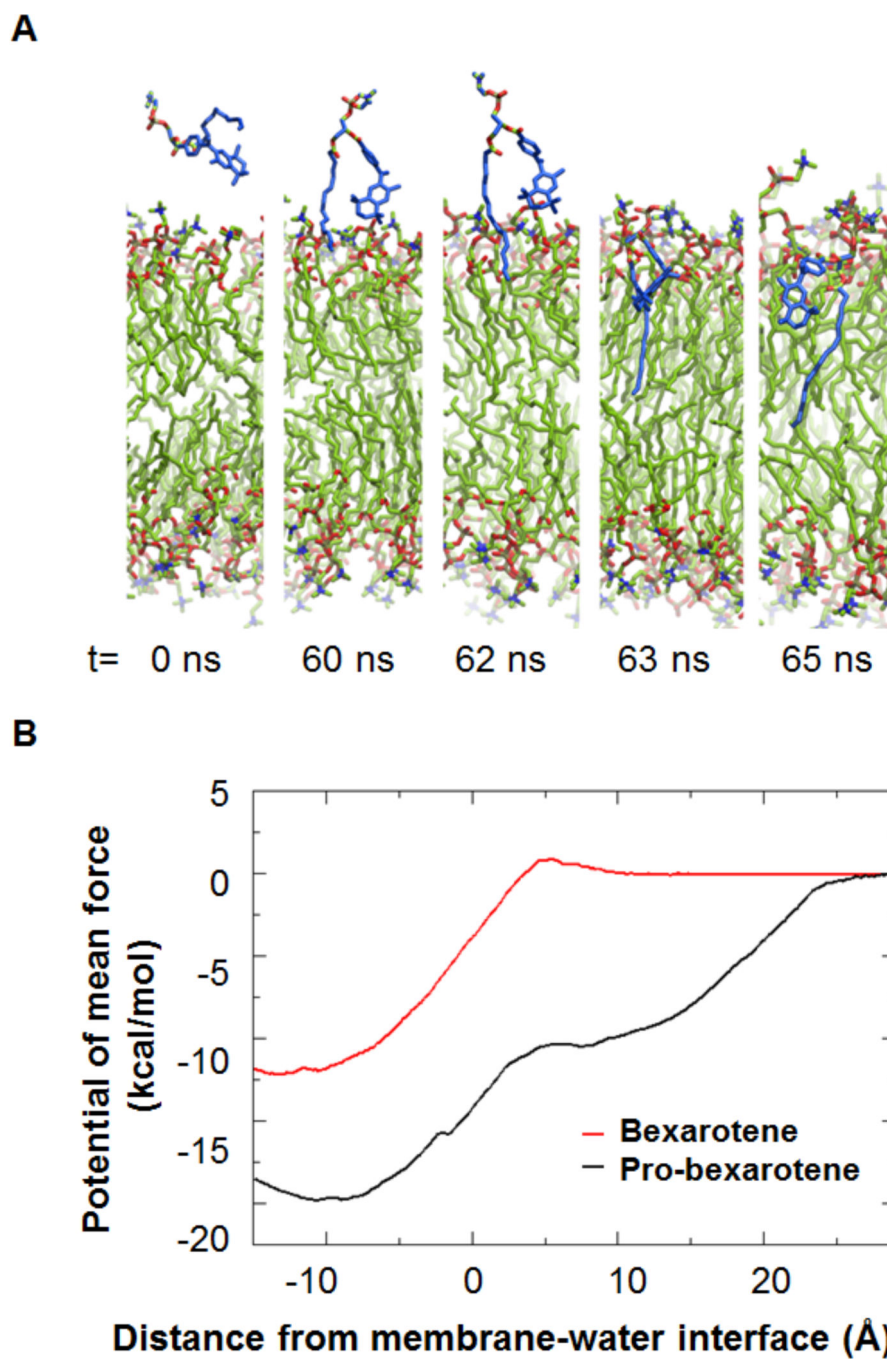 A
t= 0 ns 60 ns 62 ns 63 ns 65 ns
B
Potential of mean force
(kcal/mol)
5
0
-5
-10
-15
-20
Bexarotene
Pro-bexarotene
-10 0 10 20
Distance from membrane-water interface (Å)